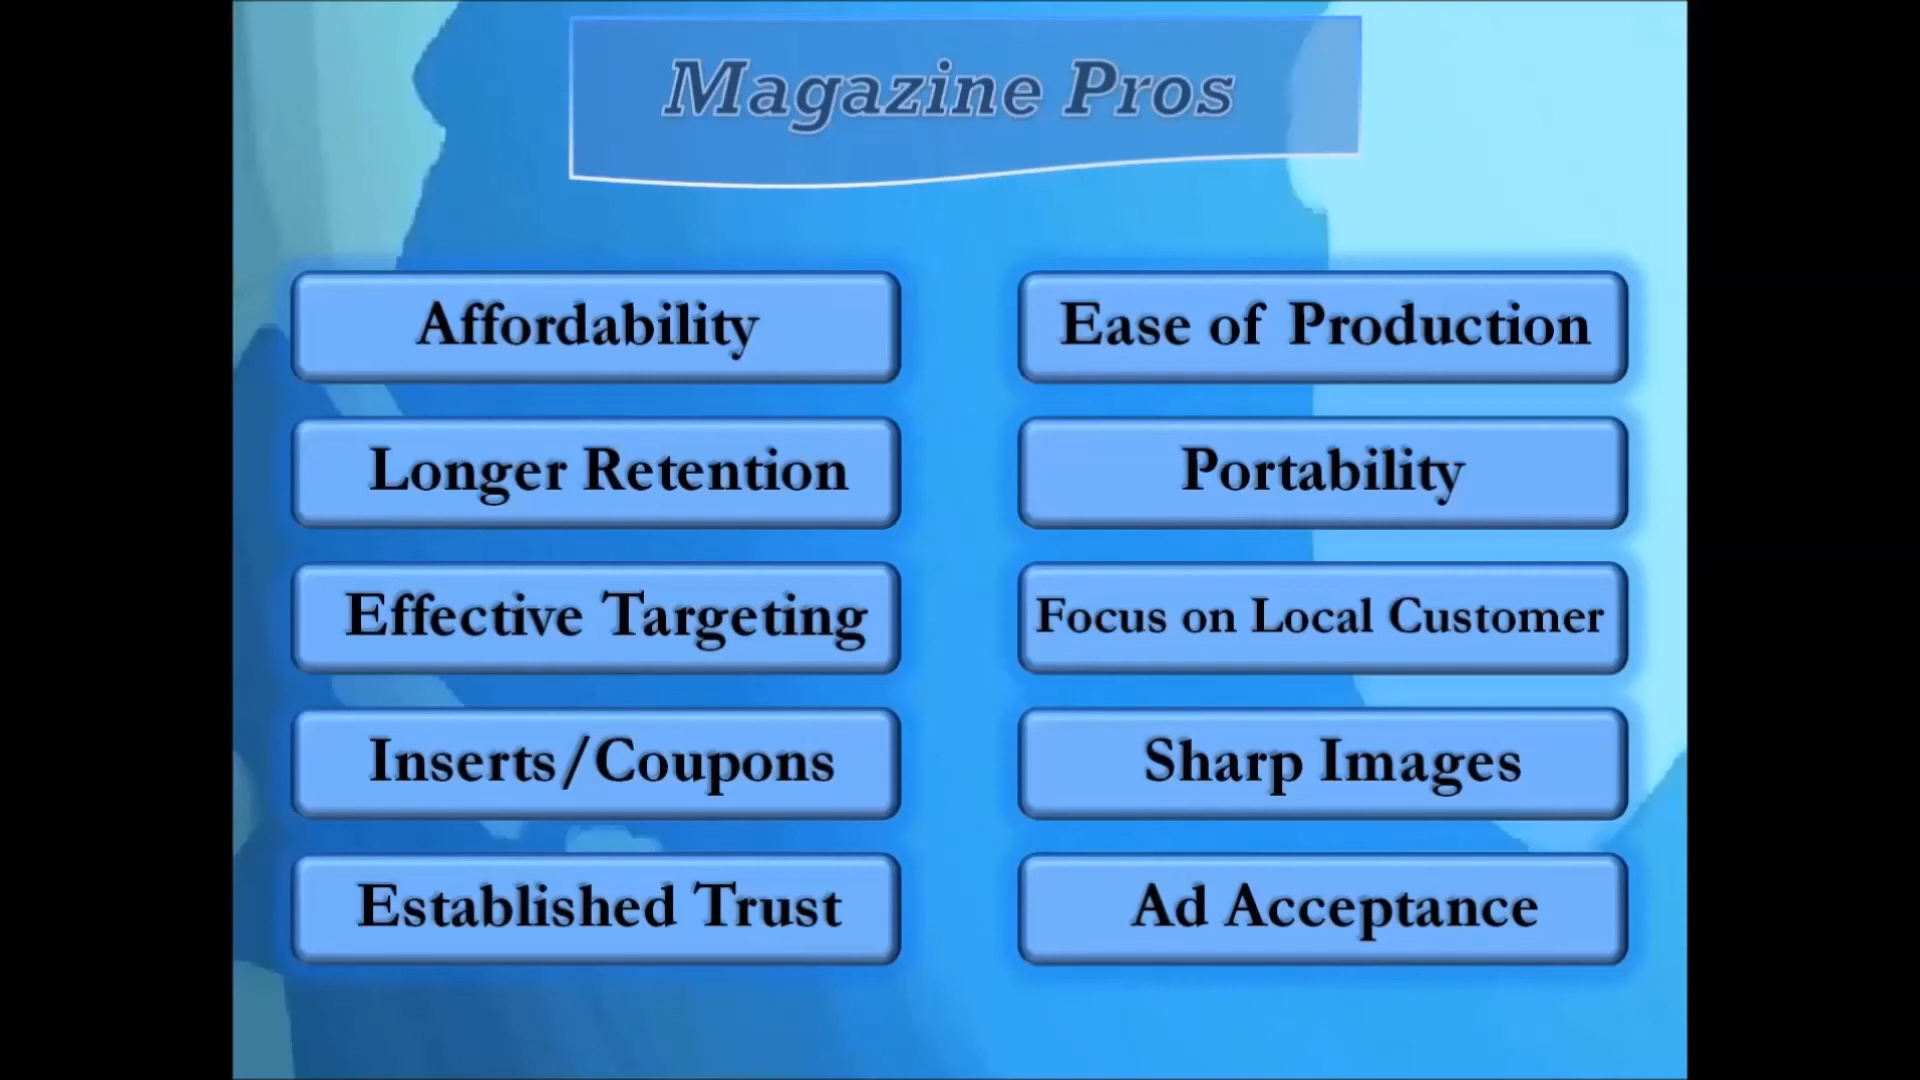 Magazine Pros
Affordability
Ease of Production
Longer Retention
Portability
Effective Targeting
Focus on Local Customer
Inserts/Coupons
Sharp Images
Established Trust
Ad Acceptance